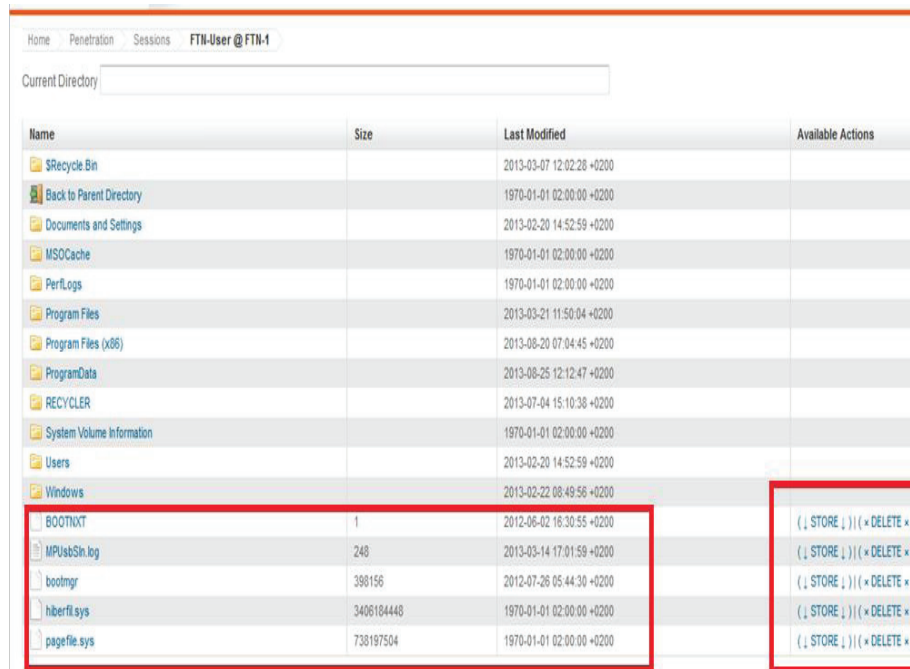 Home Penetration Sessions FTN-User @ FTN-1
Current Directory
Name Size Last Modified Available Actions
$Recycle.Bin 2013-03-07 12:02:28 +0200
Back to Parent Directory 1970-01-01 02:00:00 +0200
Documents and Settings 2013-02-20 14:52:59 +0200
MSOCache 1970-01-01 02:00:00 +0200
PerfLogs 1970-01-01 02:00:00 +0200
Program Files 2013-03-21 11:50:04 +0200
Program Files (x86) 2013-08-20 07:04:45 +0200
ProgramData 2013-08-25 12:12:47 +0200
RECYCLER 2013-07-04 15:10:38 +0200
System Volume Information 1970-01-01 02:00:00 +0200
Users 2013-02-20 14:52:59 +0200
Windows 2013-02-22 08:49:56 +0200
BOOTNXT 1 2012-06-02 16:30:55 +0200 ( ↓ STORE ↓ ) | ( × DELETE ×
MPUsbSln.log 248 2013-03-14 17:01:59 +0200 ( ↓ STORE ↓ ) | ( × DELETE ×
bootmgr 398156 2012-07-26 05:44:30 +0200 ( ↓ STORE ↓ ) | ( × DELETE ×
hiberfil.sys 3406184448 1970-01-01 02:00:00 +0200 ( ↓ STORE ↓ ) | ( × DELETE ×
pagefile.sys 738197504 1970-01-01 02:00:00 +0200 ( ↓ STORE ↓ ) | ( × DELETE ×